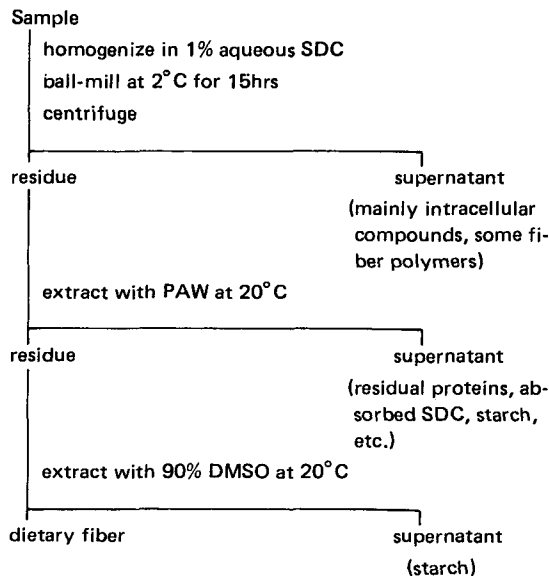 Sample
homogenize in 1% aqueous SDC
ball-mill at 2°C for 15hrs
centrifuge
residue
supernatant
(mainly intracellular
compounds, some fi-
ber polymers)
extract with PAW at 20°C
residue
supernatant
(residual proteins, ab-
sorbed SDC, starch,
etc.)
extract with 90% DMSO at 20°C
dietary fiber
supernatant
(starch)